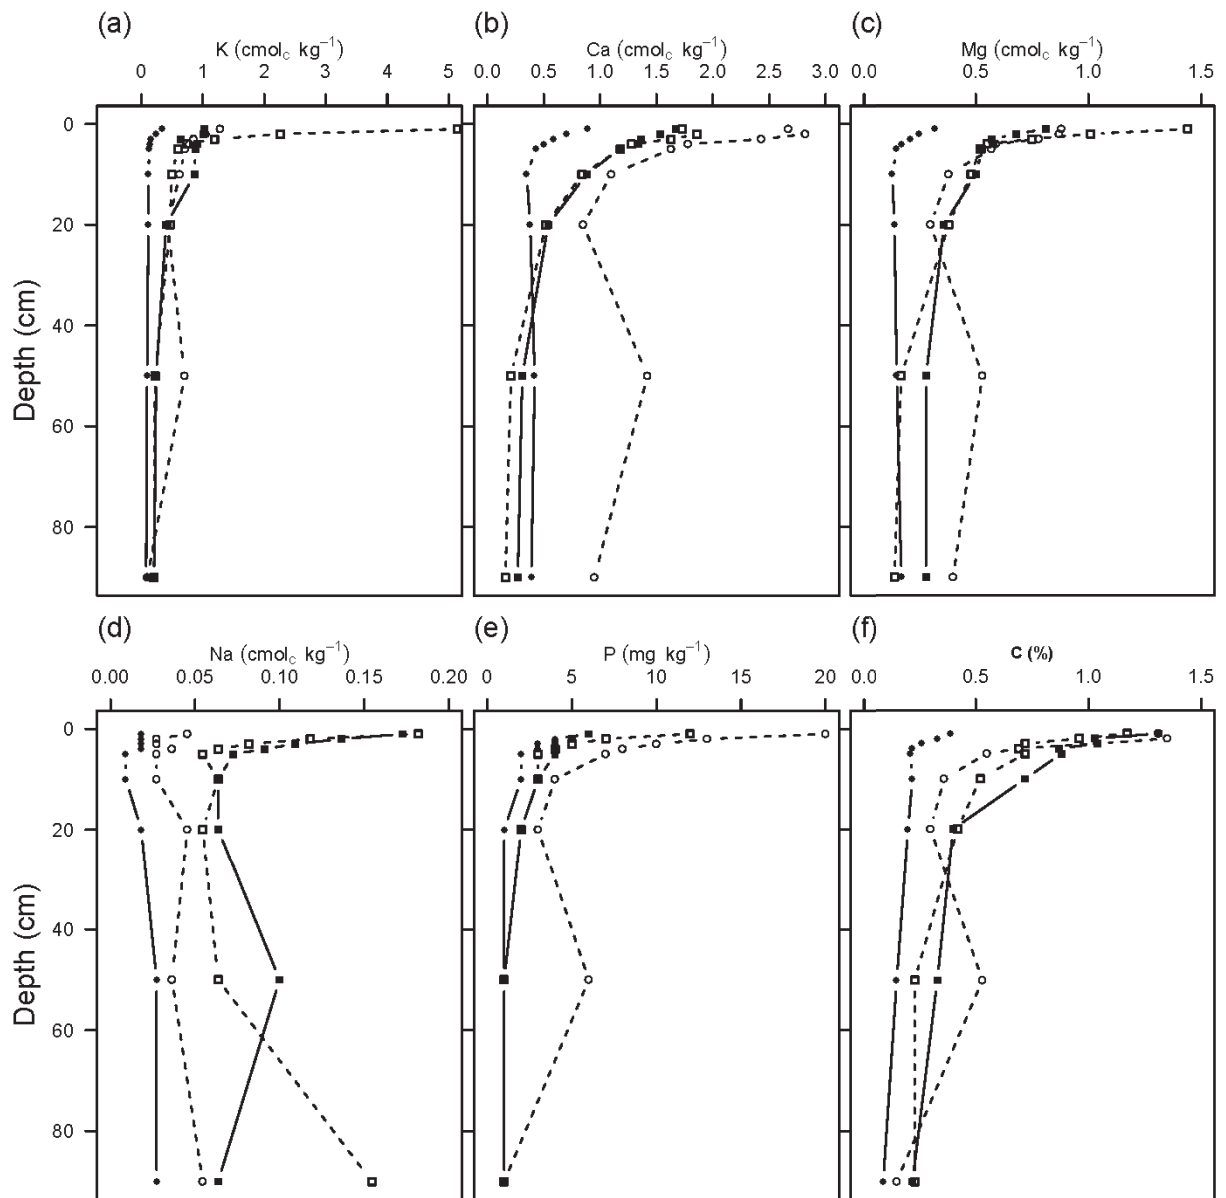 (a) (b) (c)
K (cmolc kg–1) Ca (cmolc kg–1) Mg (cmolc kg–1)
0 1 2 3 4 5 0.0 0.5 1.0 1.5 2.0 2.5 3.0 0.0 0.5 1.0 1.5
0
20
40
60
80
Depth (cm)
(d) (e) (f)
Na (cmolc kg–1) P (mg kg–1) C (%)
0.00 0.05 0.10 0.15 0.20 0 5 10 15 20 0.0 0.5 1.0 1.5
0
20
40
60
80
Depth (cm)